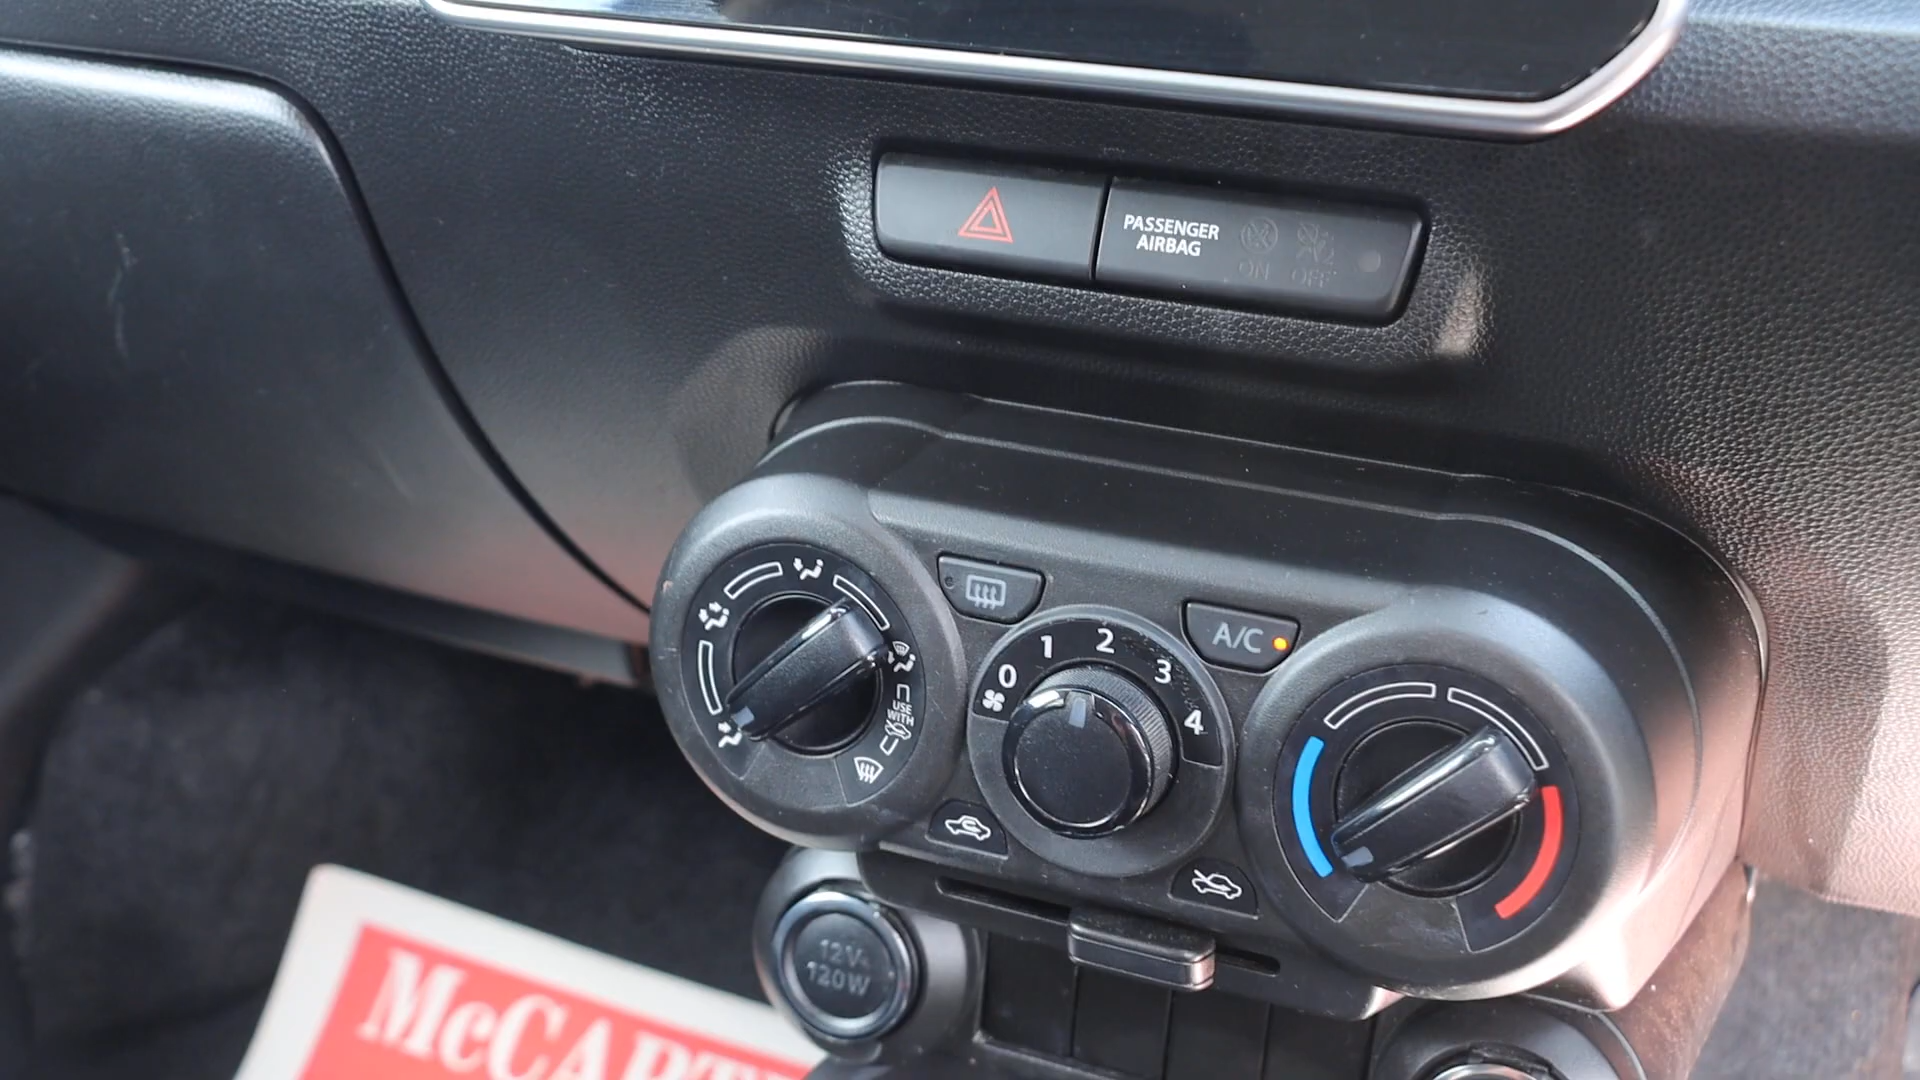 PASSENGER
AIRBAG
ON OFF
A/C
0 1 2 3 4
USE
WITH
12V
120W
McCART